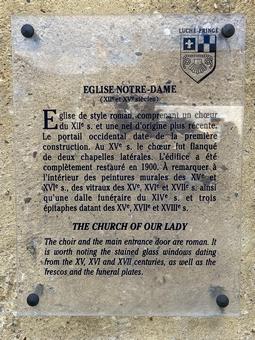 LUCHÉ-PRINGÉ
EGLISE NOTRE-DAME
(XIIe et XVe siècles).
Eglise de style roman, comprenant un chœur
du XIIe s. et une nef d'origine plus récente.
Le portail occidental date de la première
construction. Au XVe s. le chœur fut flanqué
de deux chapelles latérales. L'édifice a été
complètement restauré en 1900. À remarquer à
l'intérieur des peintures murales des XVe et
XVIe s., des vitraux des XVe, XVIe et XVIIe s. ainsi
qu'une dalle funéraire du XIVe s. et trois
épitaphes datant des XVe, XVIIe et XVIIIe s.
THE CHURCH OF OUR LADY
The choir and the main entrance door are roman. It
is worth noting the stained glass windows dating
from the XV, XVI and XVII centuries, as well as the
frescos and the funeral plates.